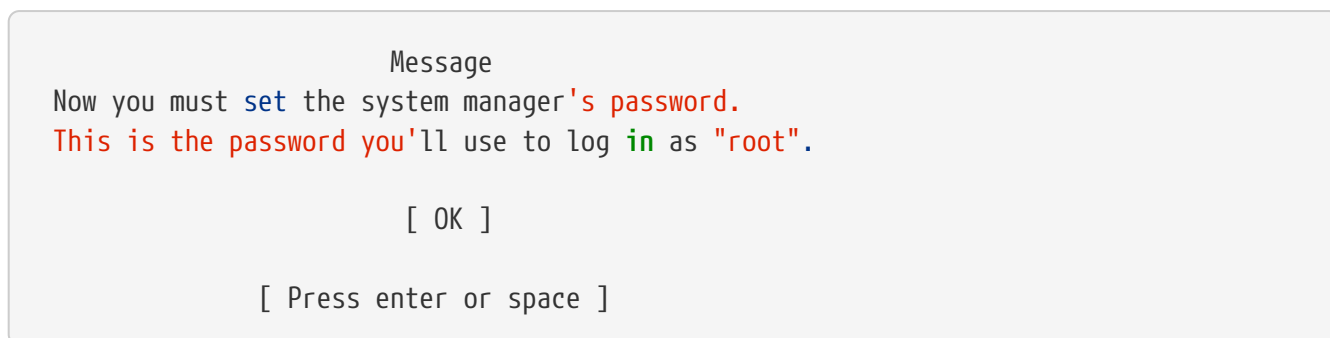 Message
Now you must set the system manager's password.
This is the password you'll use to log in as "root".
[ OK ]
[ Press enter or space ]